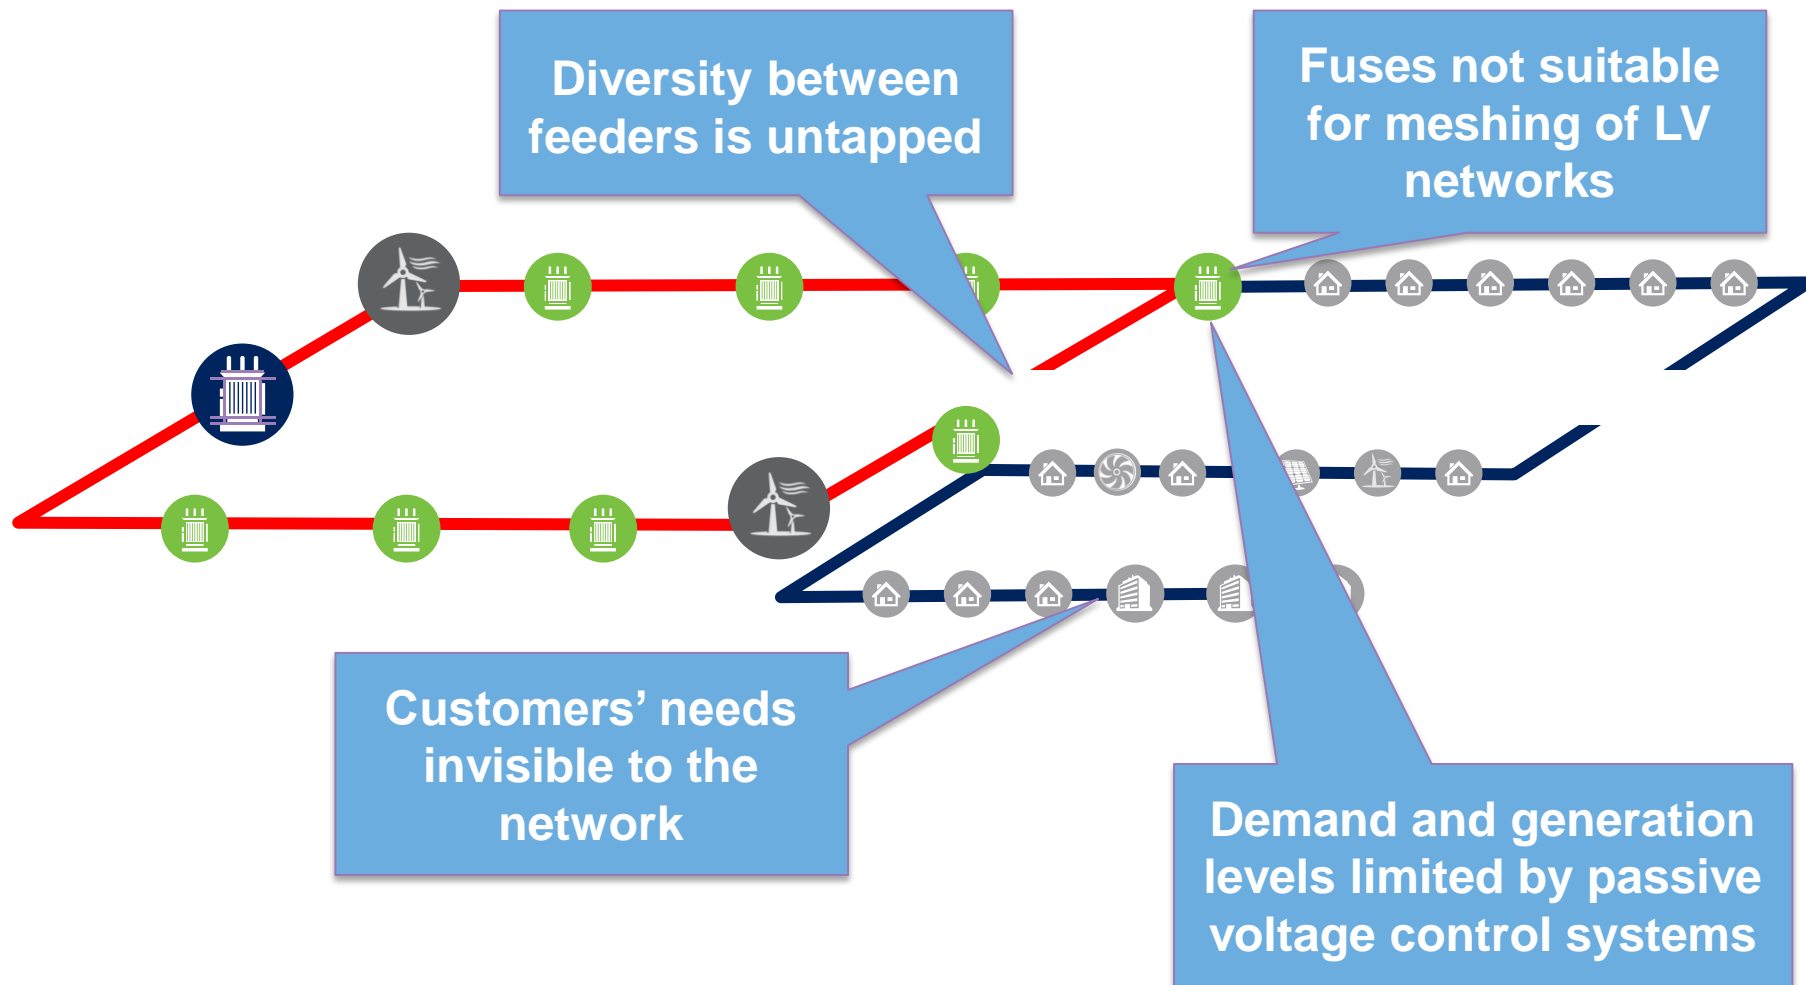 Diversity between
feeders is untapped
Fuses not suitable
for meshing of LV
networks
Customers’ needs
invisible to the
network
Demand and generation
levels limited by passive
voltage control systems